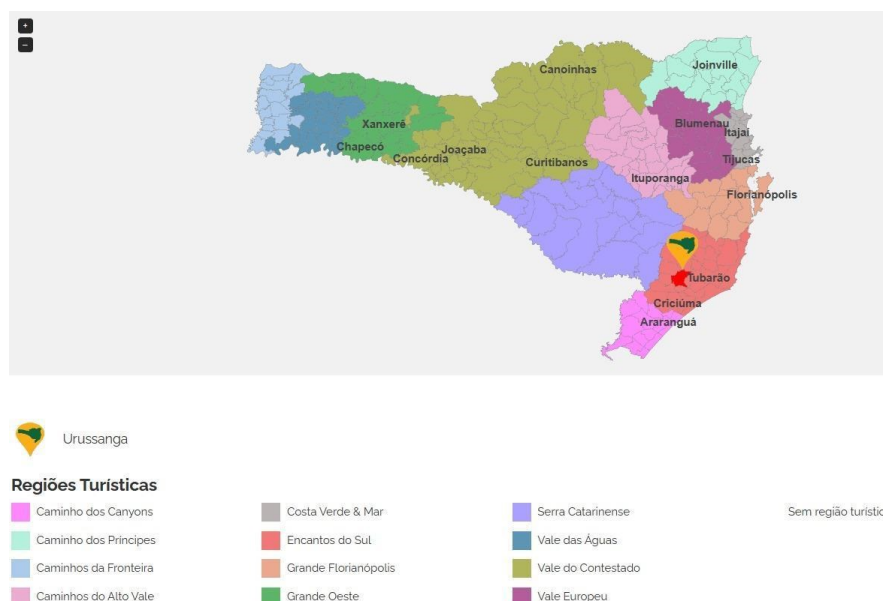 +
–
Canoinhas
Joinville
Blumenau
Itajaí
Xanxerê
Chapecó
Joaçaba
Concórdia
Curitibanos
Tijucas
Ituporanga
Florianópolis
Tubarão
Criciúma
Araranguá
Urussanga
Regiões Turísticas
Caminho dos Canyons
Costa Verde & Mar
Serra Catarinense
Sem região turístic
Caminho dos Príncipes
Encantos do Sul
Vale das Águas
Caminhos da Fronteira
Grande Florianópolis
Vale do Contestado
Caminhos do Alto Vale
Grande Oeste
Vale Europeu